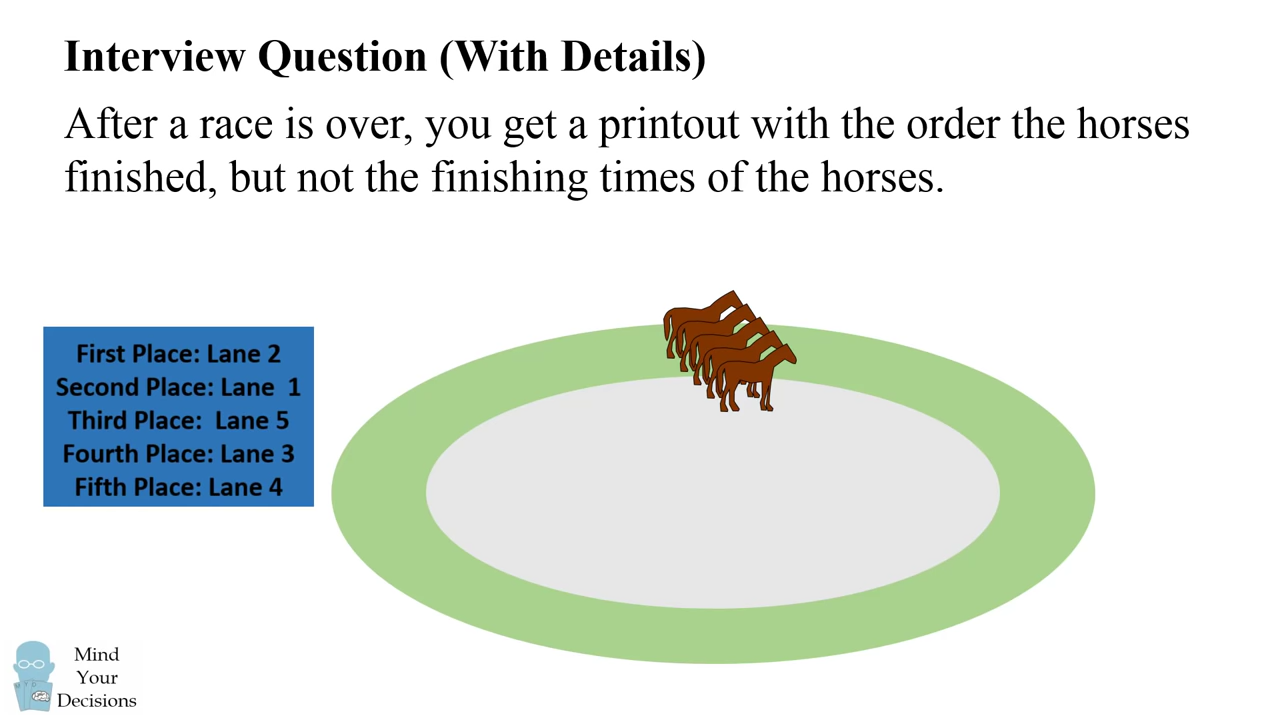 Interview Question (With Details)
After a race is over, you get a printout with the order the horses
finished, but not the finishing times of the horses.
First Place: Lane 2
Second Place: Lane 1
Third Place: Lane 5
Fourth Place: Lane 3
Fifth Place: Lane 4
Mind
Your
Decisions